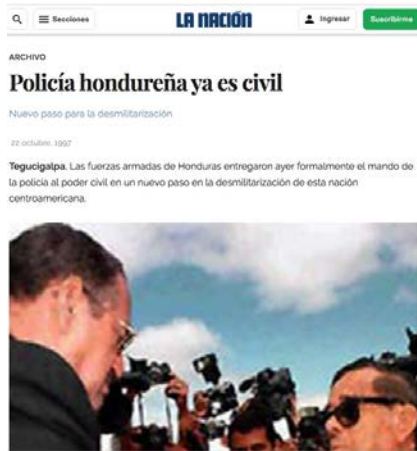 Secciones
LA NACIÓN
Ingresar
Suscribirme
ARCHIVO
Policía hondureña ya es civil
Nuevo paso para la desmilitarización
22 octubre, 1997
Tegucigalpa. Las fuerzas armadas de Honduras entregaron ayer formalmente el mando de
la policía al poder civil en un nuevo paso en la desmilitarización de esta nación
centroamericana.